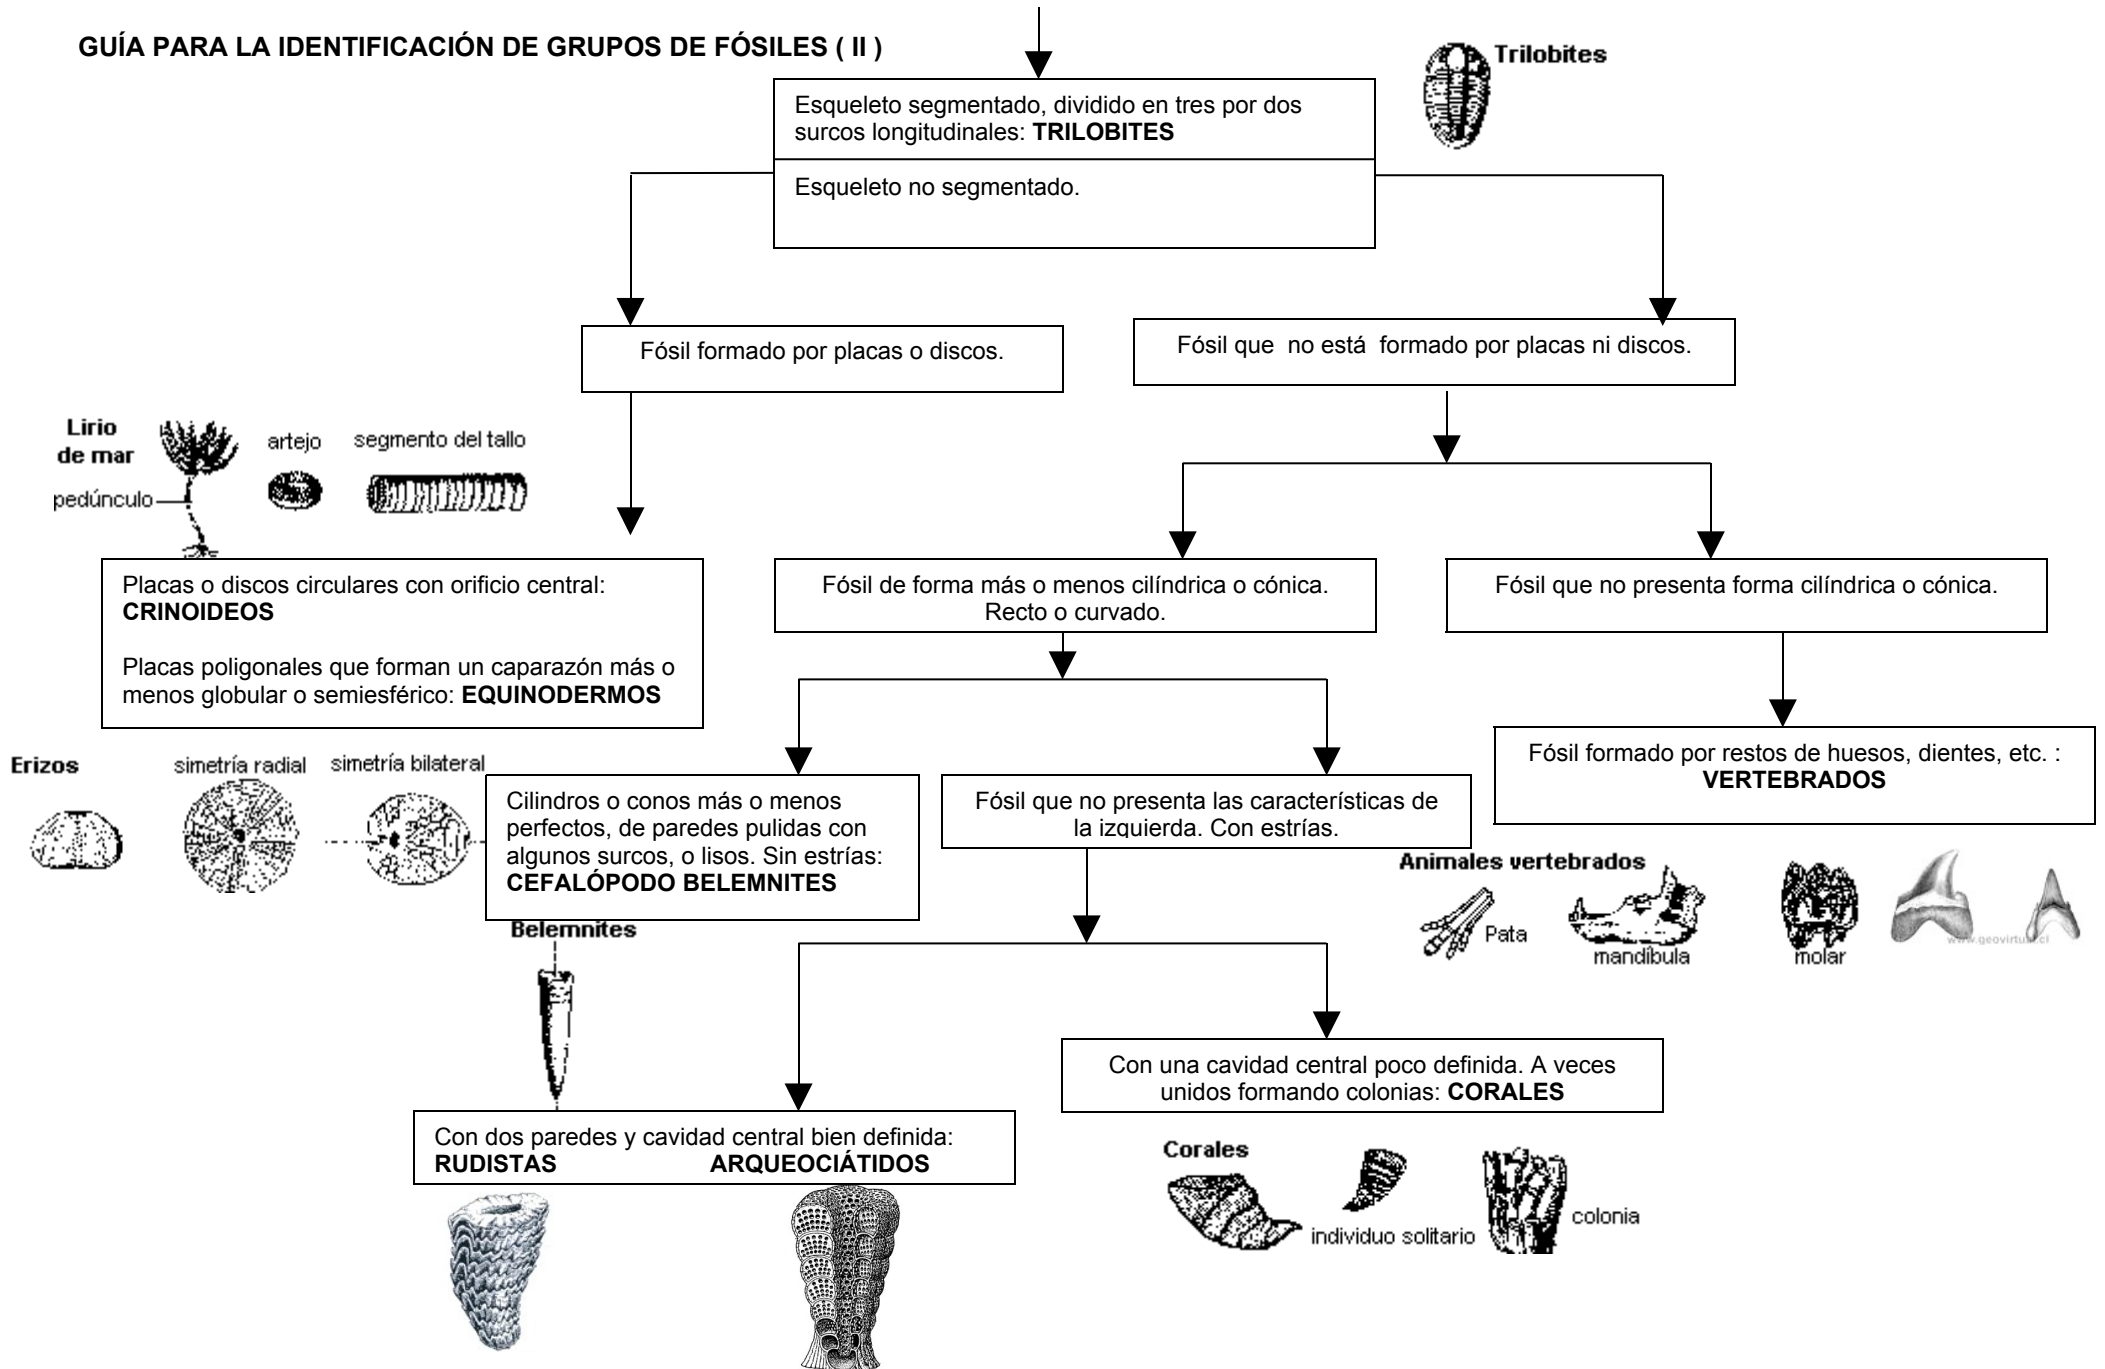 GUÍA PARA LA IDENTIFICACIÓN DE GRUPOS DE FÓSILES ( II )
Trilobites
Esqueleto segmentado, dividido en tres por dos
surcos longitudinales: TRILOBITES
Esqueleto no segmentado.
Fósil formado por placas o discos.
Fósil que no está formado por placas ni discos.
Lirio
de mar
artejo
segmento del tallo
pedúnculo
Placas o discos circulares con orificio central:
CRINOIDEOS
Placas poligonales que forman un caparazón más o
menos globular o semiesférico: EQUINODERMOS
Fósil de forma más o menos cilíndrica o cónica.
Recto o curvado.
Fósil que no presenta forma cilíndrica o cónica.
Erizos
simetría radial
simetría bilateral
Cilindros o conos más o menos
perfectos, de paredes pulidas con
algunos surcos, o lisos. Sin estrías:
CEFALÓPODO BELEMNITES
Fósil que no presenta las características de
la izquierda. Con estrías.
Fósil formado por restos de huesos, dientes, etc. :
VERTEBRADOS
Animales vertebrados
Pata
mandíbula
molar
www.geovirtual.cl
Belemnites
Con una cavidad central poco definida. A veces
unidos formando colonias: CORALES
Con dos paredes y cavidad central bien definida:
RUDISTAS ARQUEOCIÁTIDOS
Corales
individuo solitario
colonia